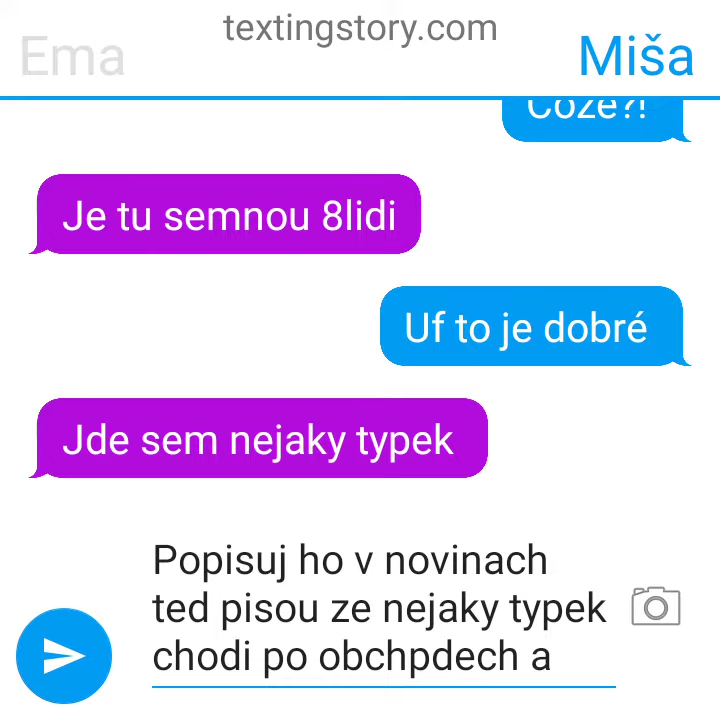 textingstory.com
Ema
Miša
Cože?!
Je tu semnou 8lidi
Uf to je dobré
Jde sem nejaky typek
Popisuj ho v novinach
ted pisou ze nejaky typek
chodi po obchpdech a